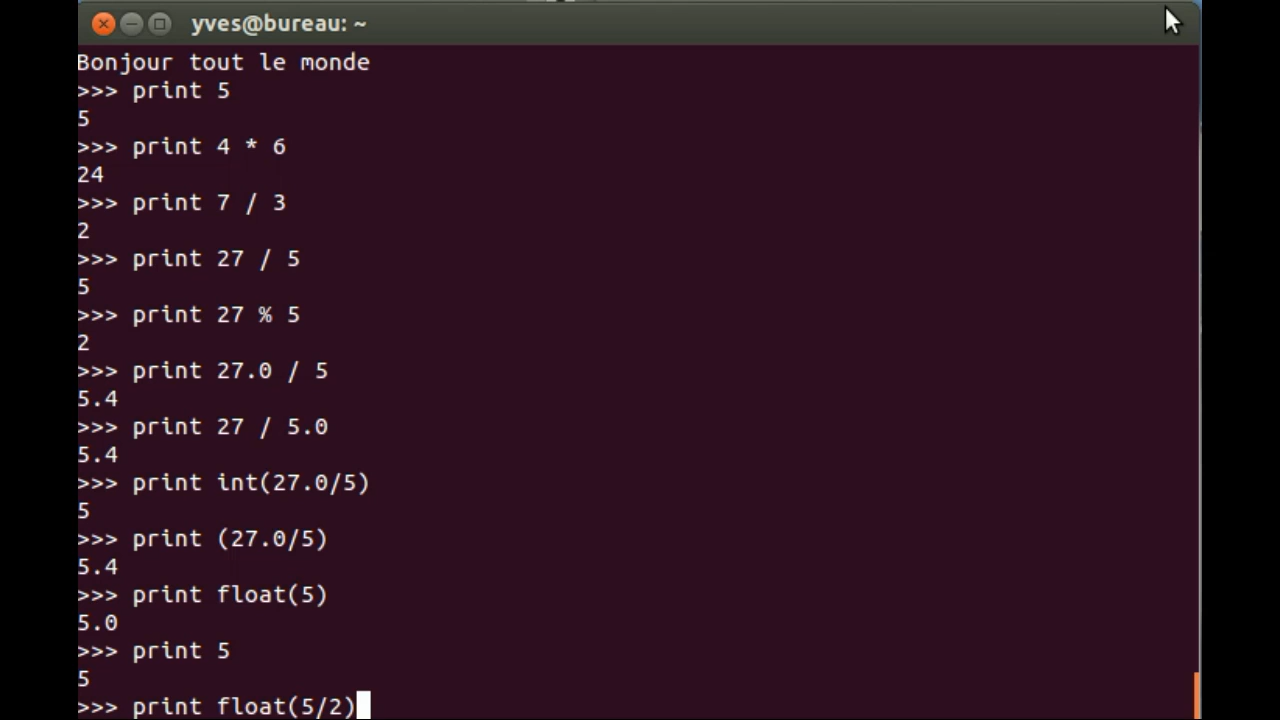 yves@bureau: ~
Bonjour tout le monde
>>> print 5
5
>>> print 4 * 6
24
>>> print 7 / 3
2
>>> print 27 / 5
5
>>> print 27 % 5
2
>>> print 27.0 / 5
5.4
>>> print 27 / 5.0
5.4
>>> print int(27.0/5)
5
>>> print (27.0/5)
5.4
>>> print float(5)
5.0
>>> print 5
5
>>> print float(5/2)